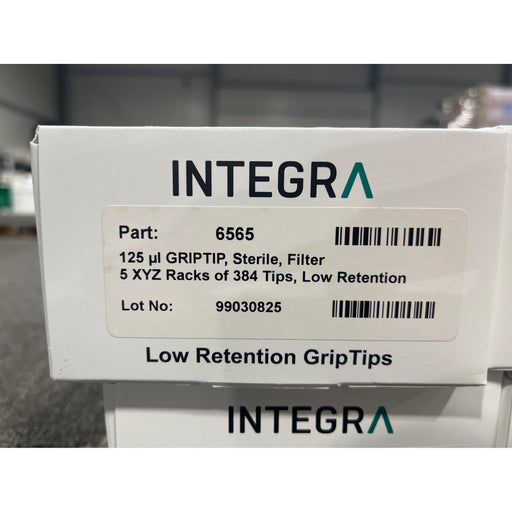 INTEGRA
Part: 6565
125 µl GRIPTIP, Sterile, Filter
5 XYZ Racks of 384 Tips, Low Retention
Lot No: 99030825
Low Retention GripTips
INTEGRA